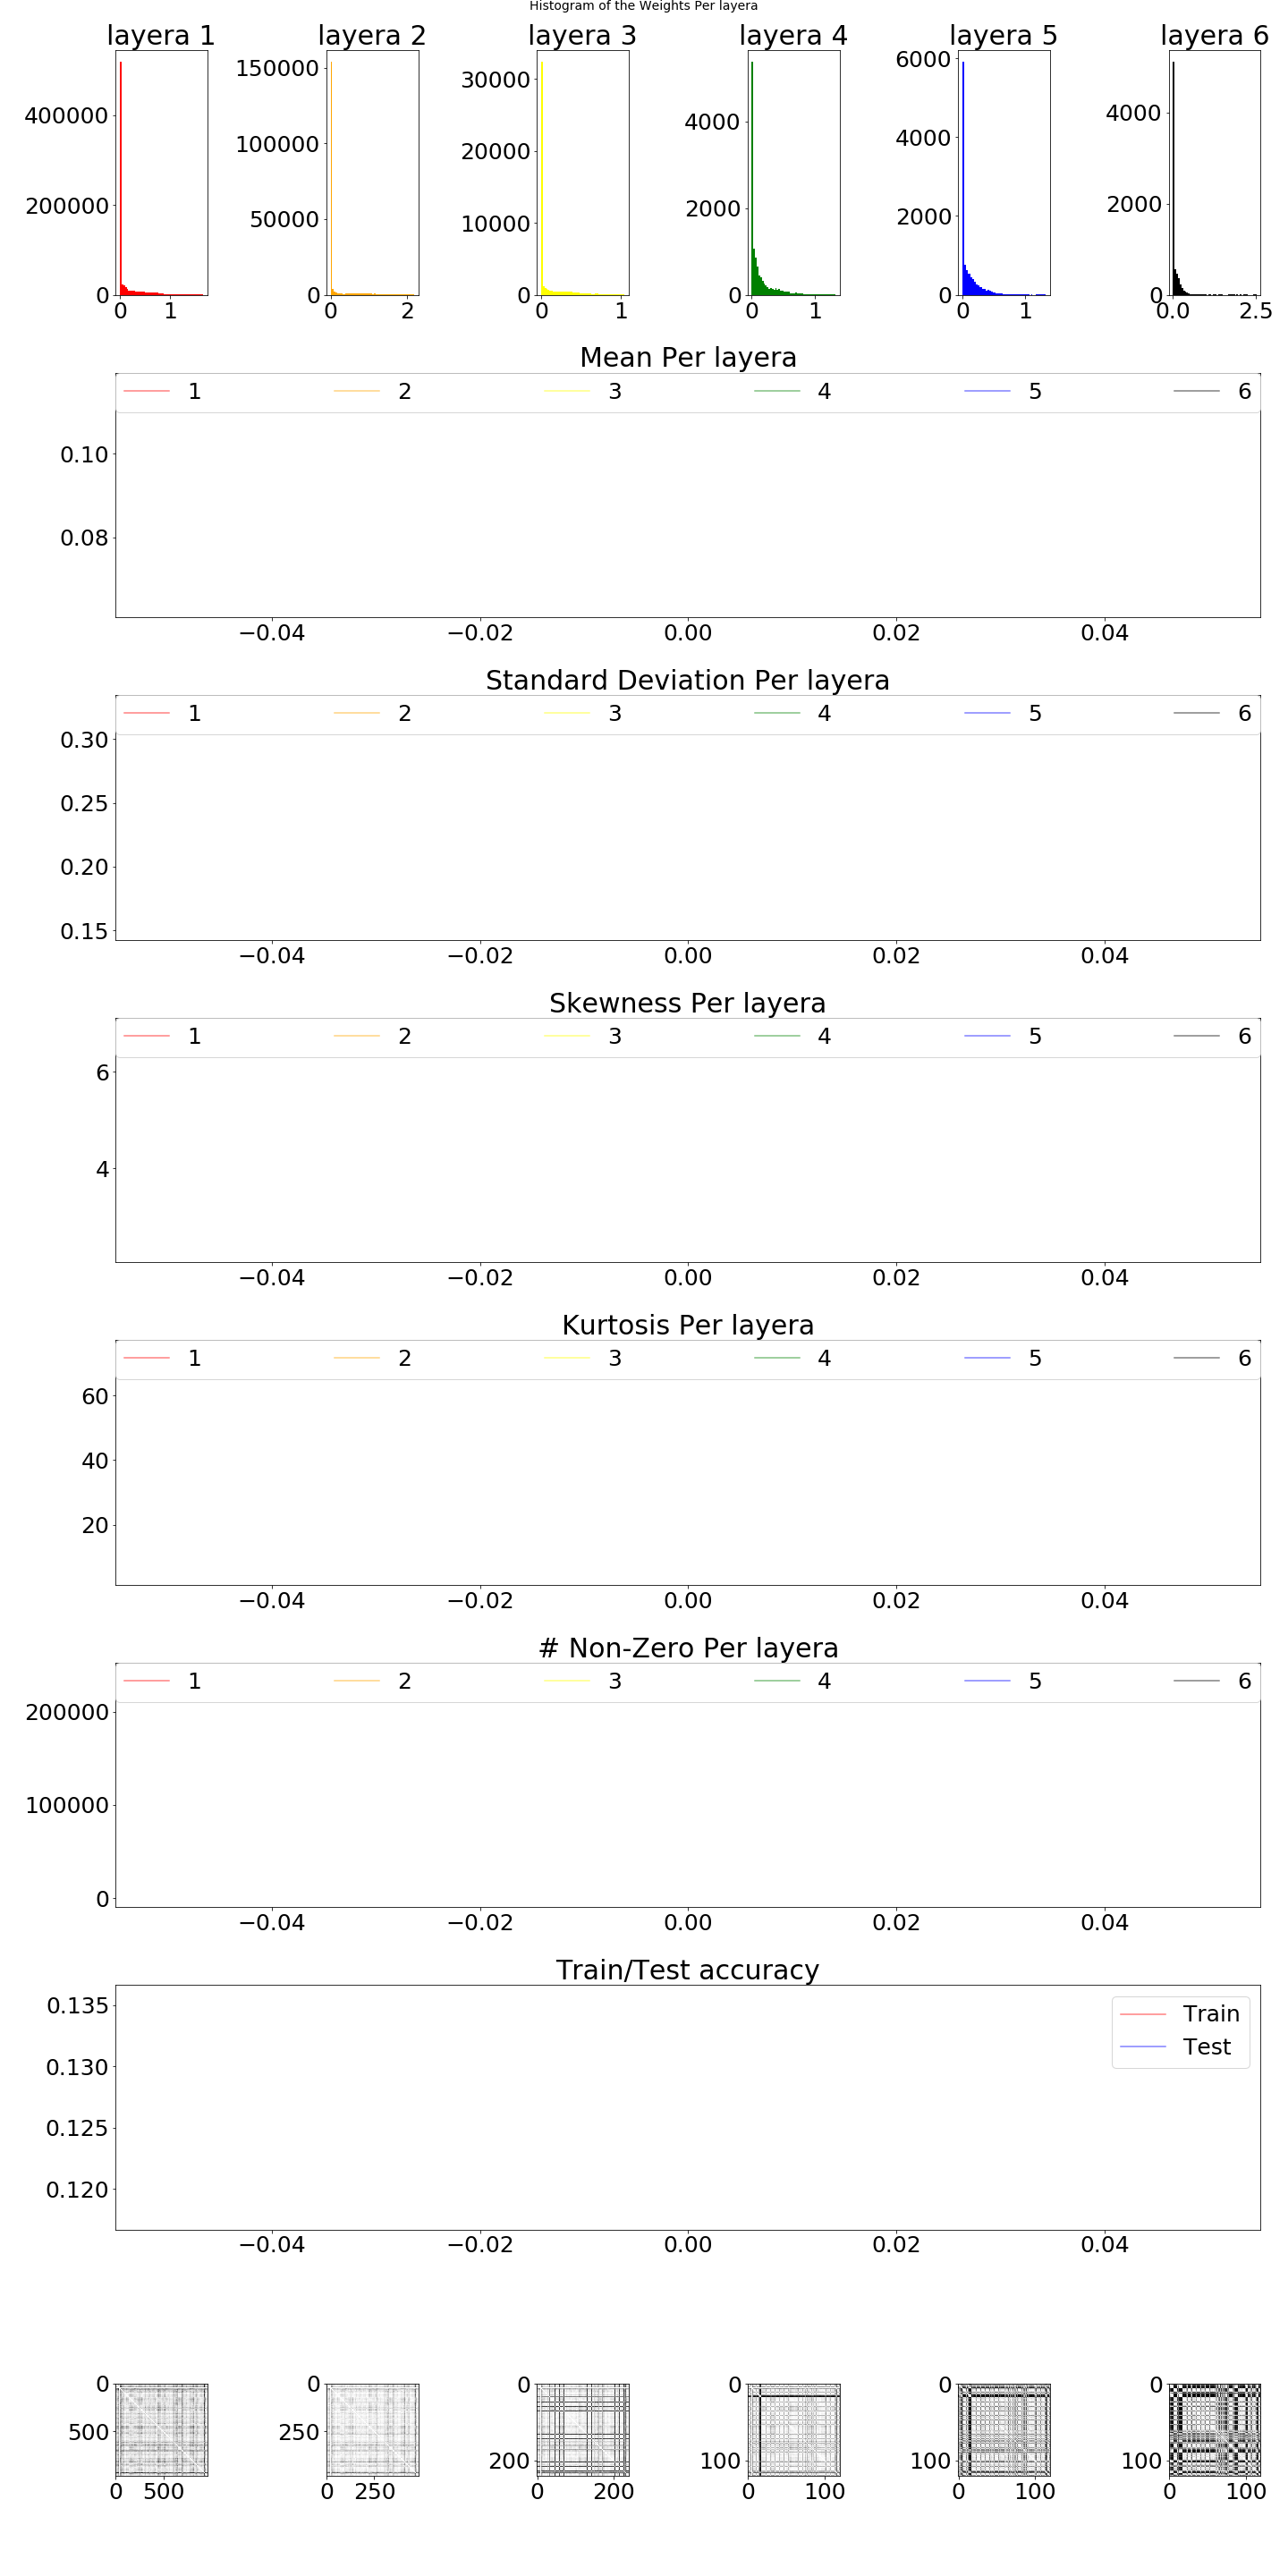 Histogram of the Weights Per layera
layera 1 layera 2 layera 3 layera 4 layera 5 layera 6
400000 200000 0 0 1
150000 100000 50000 0 0 2
30000 20000 10000 0 0 1
4000 2000 0 0 1
6000 4000 2000 0 0 1
4000 2000 0 0.0 2.5
Mean Per layera
1 2 3 4 5 6
0.10
0.08
−0.04 −0.02 0.00 0.02 0.04
Standard Deviation Per layera
1 2 3 4 5 6
0.30
0.25
0.20
0.15
−0.04 −0.02 0.00 0.02 0.04
Skewness Per layera
1 2 3 4 5 6
6
4
−0.04 −0.02 0.00 0.02 0.04
Kurtosis Per layera
1 2 3 4 5 6
60
40
20
−0.04 −0.02 0.00 0.02 0.04
# Non-Zero Per layera
1 2 3 4 5 6
200000
100000
0
−0.04 −0.02 0.00 0.02 0.04
Train/Test accuracy
Train
Test
0.135
0.130
0.125
0.120
−0.04 −0.02 0.00 0.02 0.04
0 500 0 500
0 250 0 250
0 200 0 200
0 100 0 100
0 100 0 100
0 100 0 100